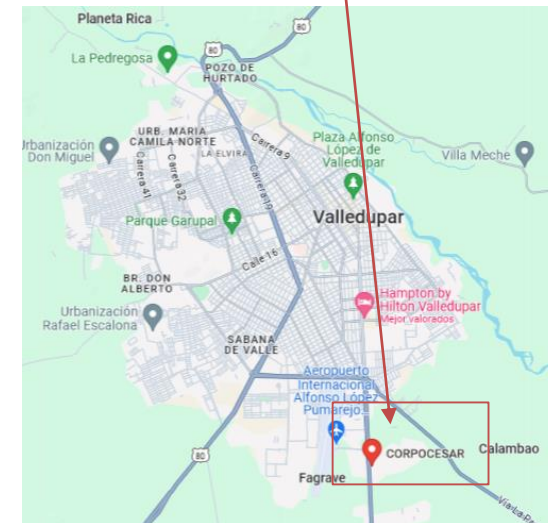 Planeta Rica
80
80
La Pedregosa
POZO DE
HURTADO
URB. MARIA
CAMILA NORTE
Carrera 9
Plaza Alfonso
López de
Valledupar
Urbanización
Don Miguel
LA ELVIRA
Villa Meche
Carrera 41
Carrera 32
Carrera 19
Parque Garupal
Valledupar
Calle 16
BR. DON
ALBERTO
Hampton by
Hilton Valledupar
Mejor valorados
Urbanización
Rafael Escalona
SABANA
DE VALLE
Aeropuerto
Internacional
Alfonso López
Pumarejo...
CORPOCESAR
Calambao
80
Fagrave